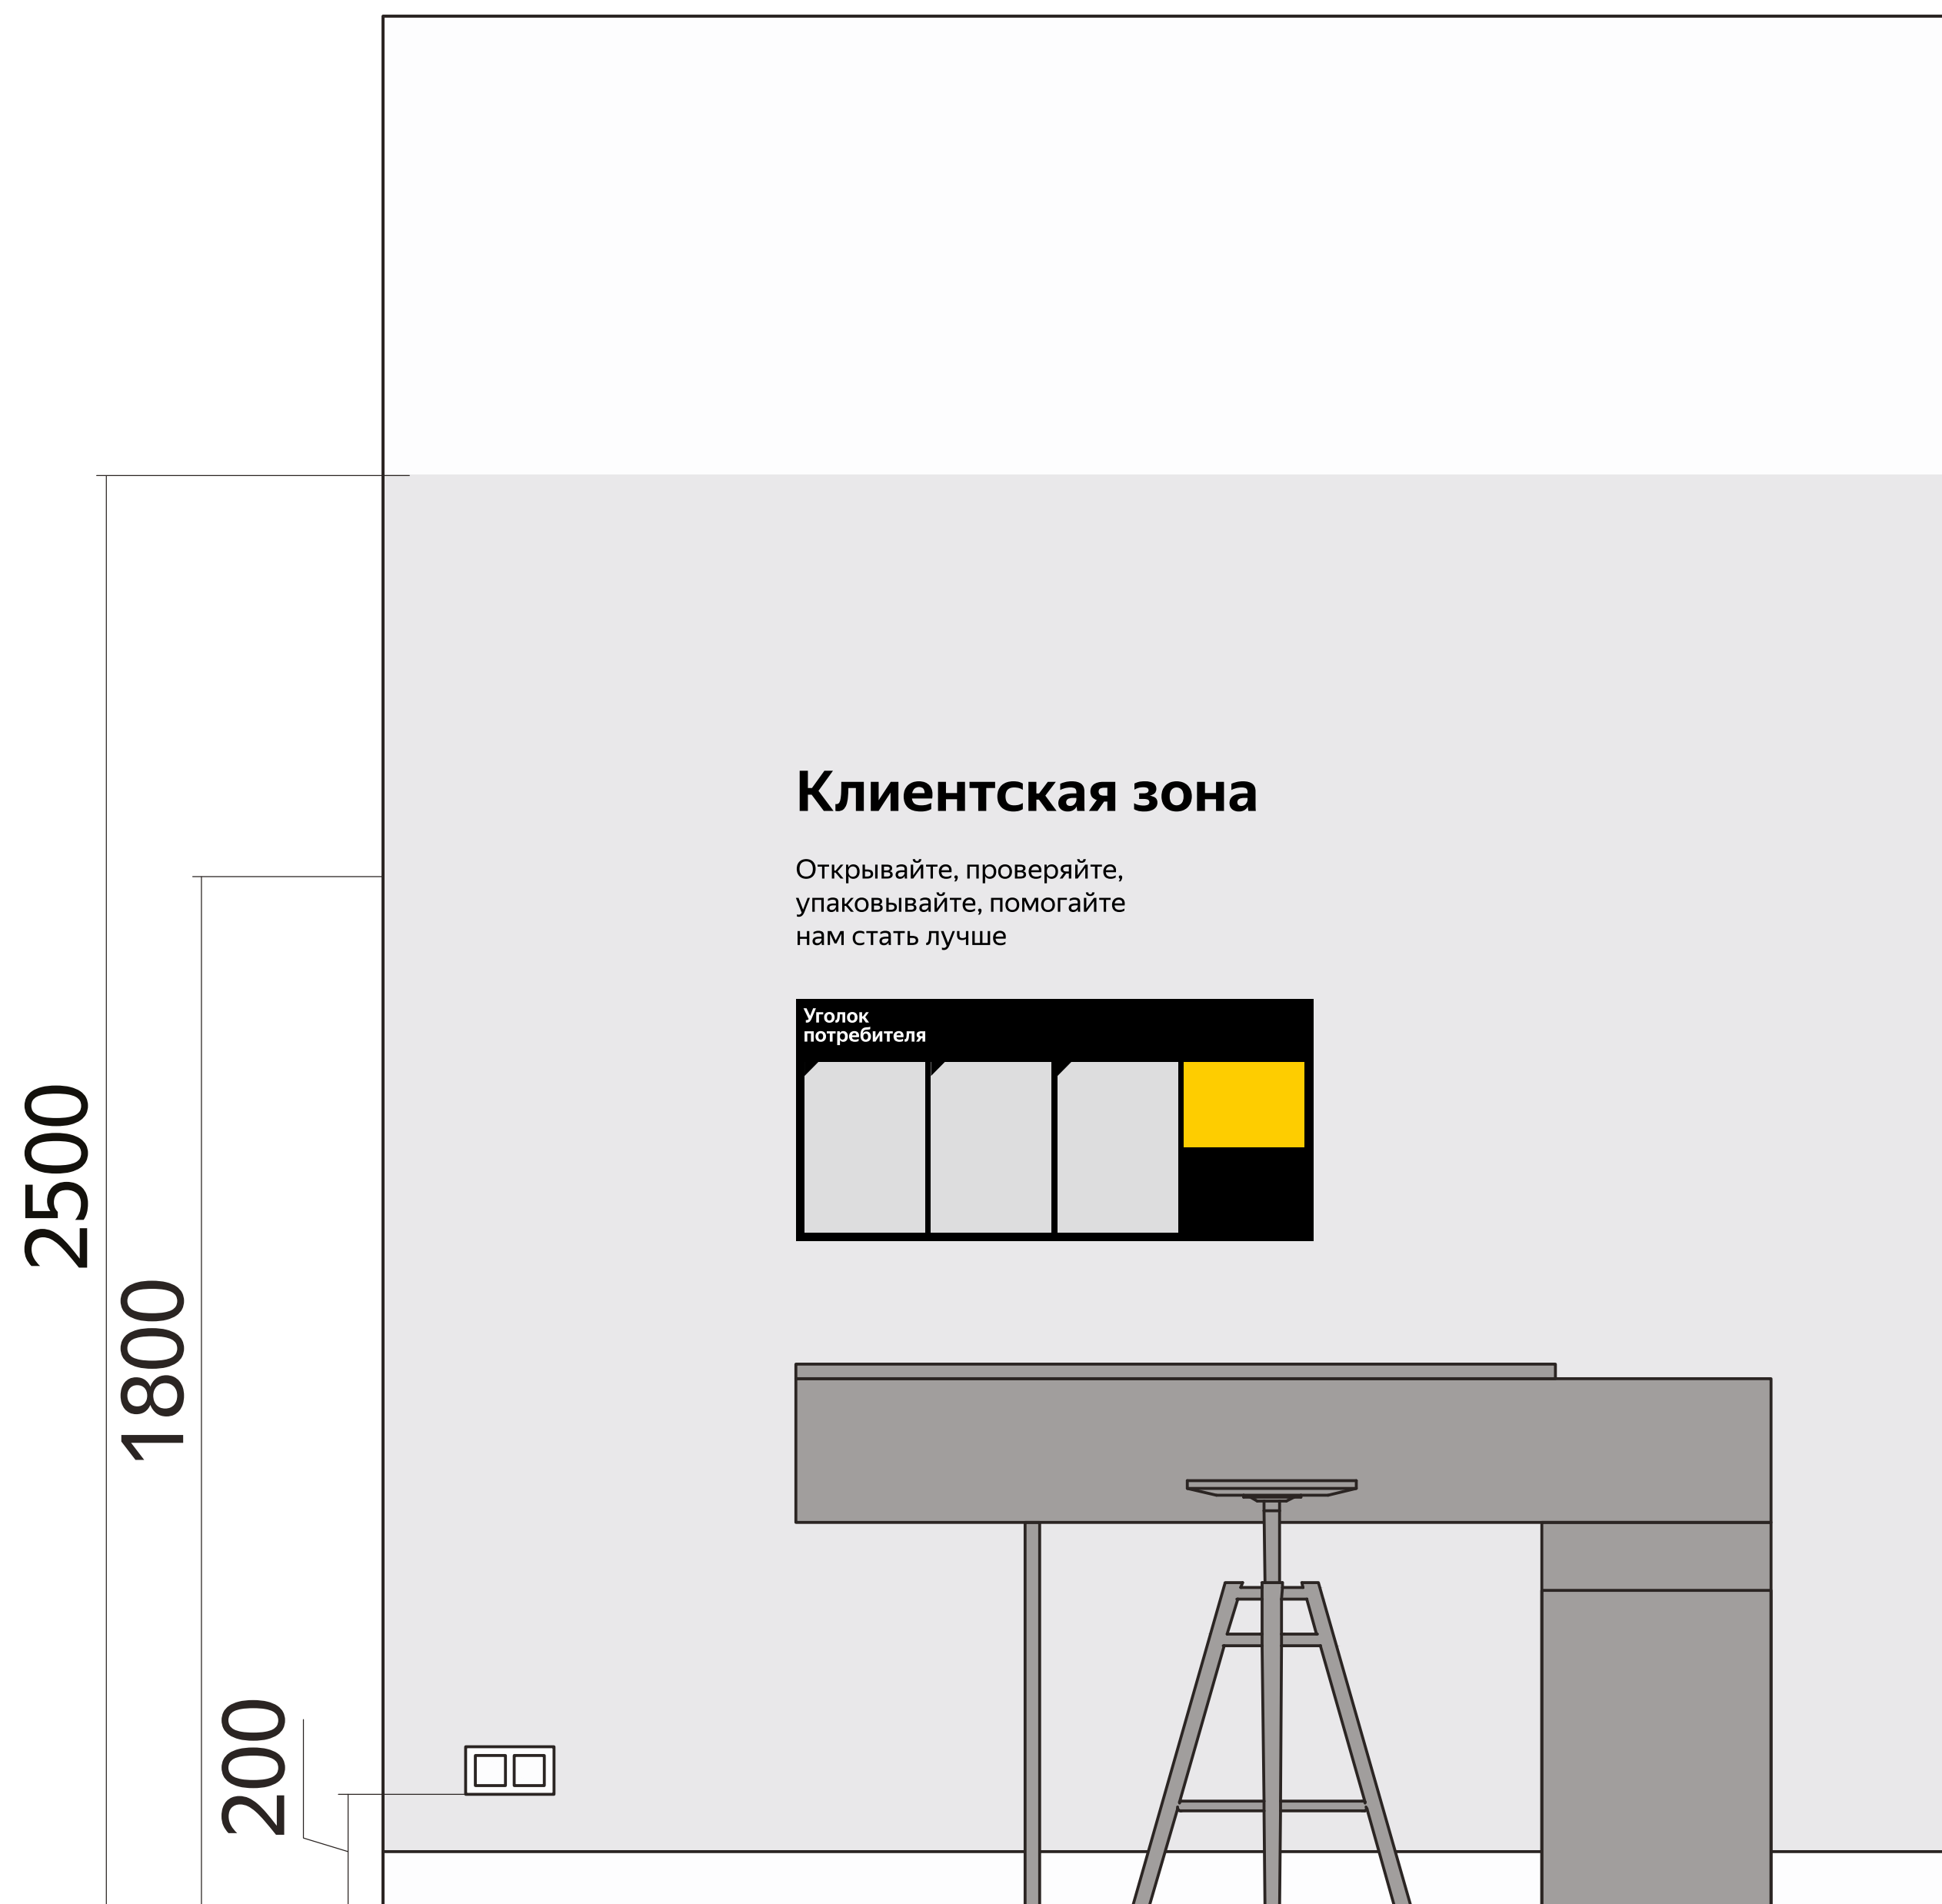 Клиентская зона
Открывайте, проверяйте,
упаковывайте, помогайте
нам стать лучше
Уголок
потребителя
2500
1800
200